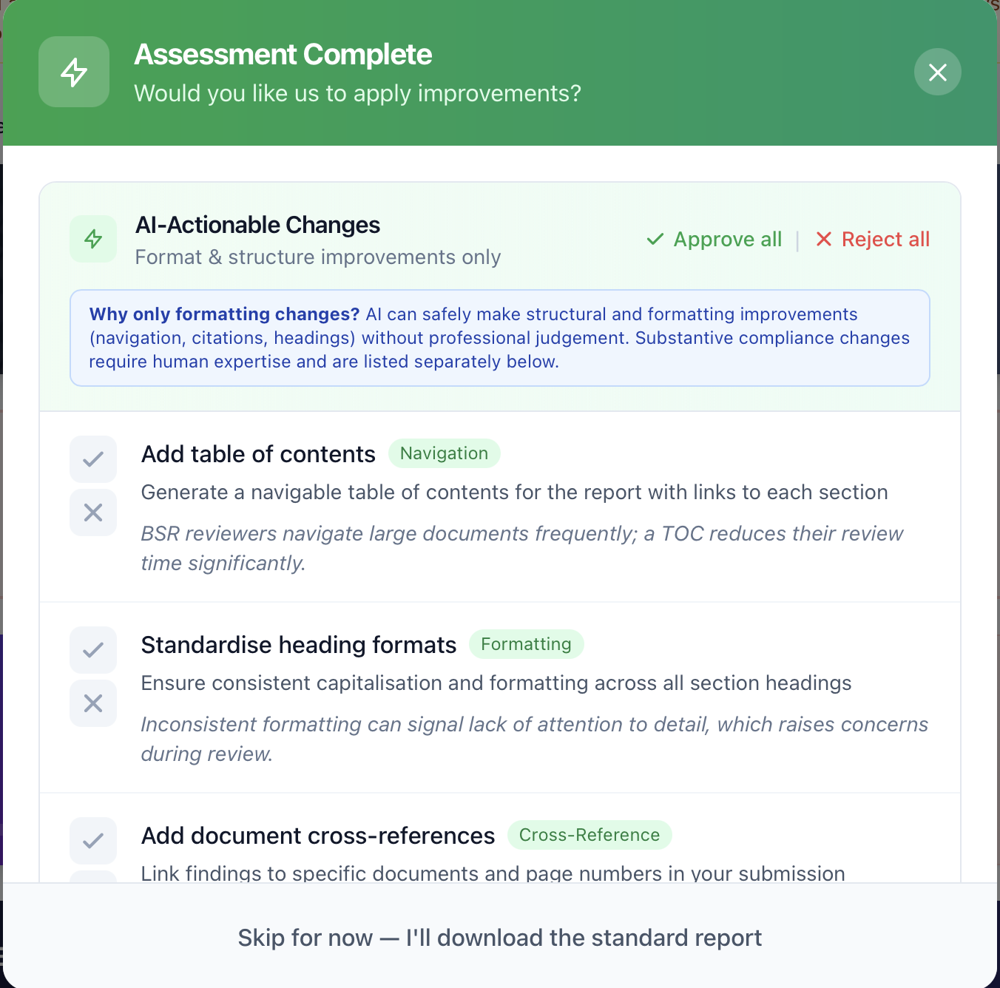 Assessment Complete
Would you like us to apply improvements?
AI-Actionable Changes
Format & structure improvements only
Approve all | Reject all
Why only formatting changes? AI can safely make structural and formatting improvements
(navigation, citations, headings) without professional judgement. Substantive compliance changes
require human expertise and are listed separately below.
Add table of contents Navigation
Generate a navigable table of contents for the report with links to each section
BSR reviewers navigate large documents frequently; a TOC reduces their review
time significantly.
Standardise heading formats Formatting
Ensure consistent capitalisation and formatting across all section headings
Inconsistent formatting can signal lack of attention to detail, which raises concerns
during review.
Add document cross-references Cross-Reference
Link findings to specific documents and page numbers in your submission
Skip for now — I'll download the standard report